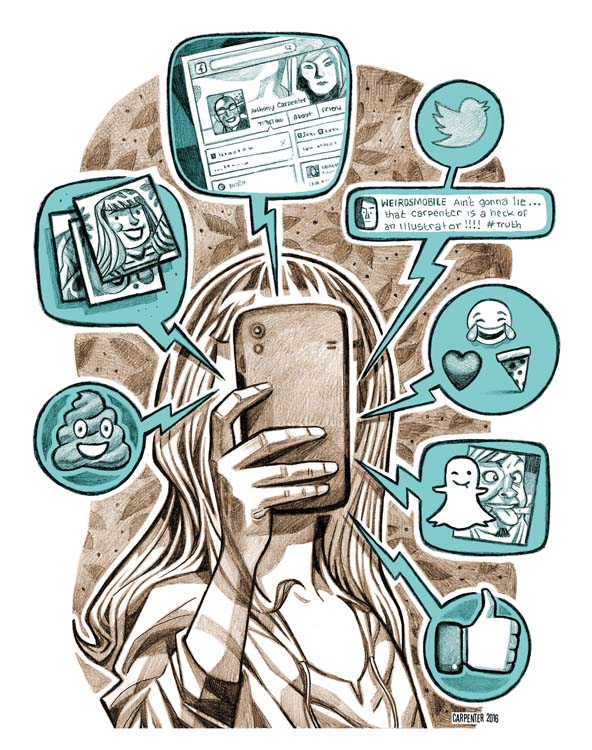 f
Anthony Carpenter
Timeline
About
Friend
WEIRDSMOBILE Ain't gonna lie...
that carpenter is a heck of
an illustrator!!!! #Truth
CARPENTER 2016